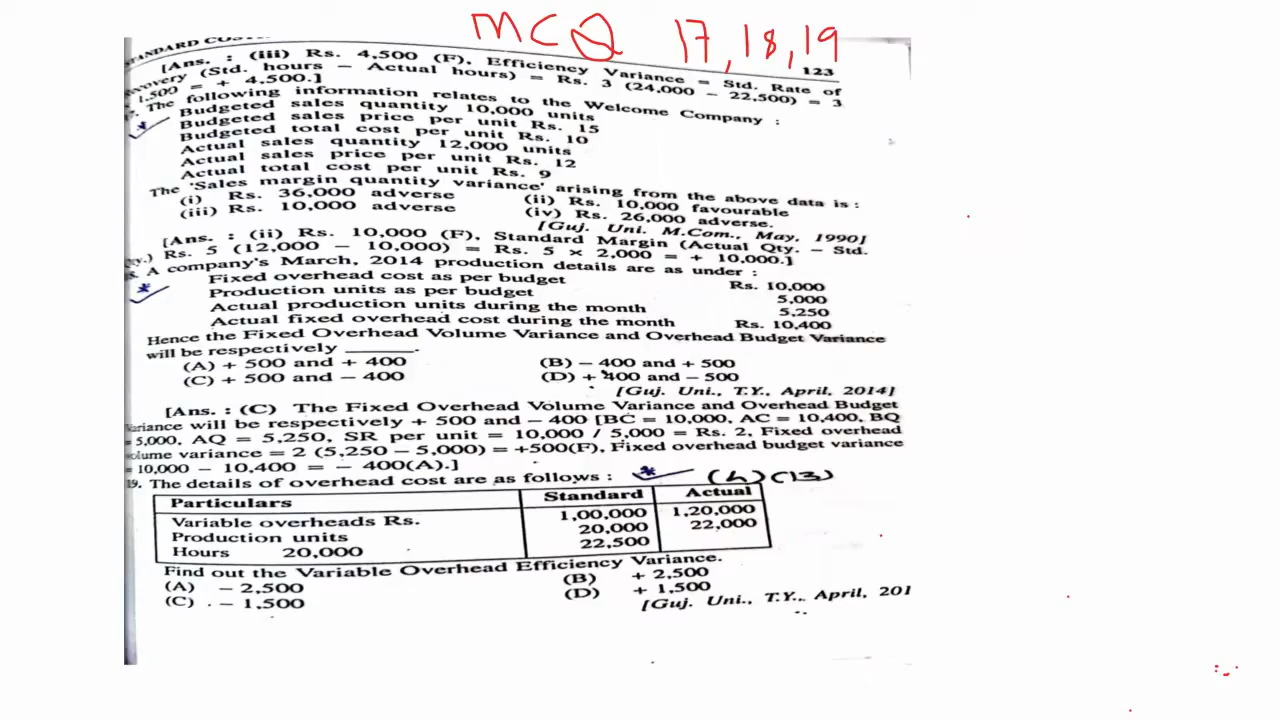 MCQ 17, 18, 19
STANDARD COS
123
[Ans. : (iii) Rs. 4,500 (F), Efficiency Variance = Std. Rate of
Recovery (Std. hours − Actual hours) = Rs. 3 (24,000 − 22,500) = 3
1,500 = + 4,500.]
The following information relates to the Welcome Company :
Budgeted sales quantity 10,000 units
Budgeted sales price per unit Rs. 15
Budgeted total cost per unit Rs. 10
Actual sales quantity 12,000 units
Actual sales price per unit Rs. 12
Actual total cost per unit Rs. 9
The 'Sales margin quantity variance' arising from the above data is :
(i) Rs. 36,000 adverse (ii) Rs. 10,000 favourable
(iii) Rs. 10,000 adverse (iv) Rs. 26,000 adverse.
[Guj. Uni. M.Com., May, 1990]
[Ans. : (ii) Rs. 10,000 (F), Standard Margin (Actual Qty. − Std.
Qty.) Rs. 5 (12,000 − 10,000) = Rs. 5 × 2,000 = + 10,000.]
A company's March, 2014 production details are as under :
Fixed overhead cost as per budget Rs. 10,000
Production units as per budget 5,000
Actual production units during the month 5,250
Actual fixed overhead cost during the month Rs. 10,400
Hence the Fixed Overhead Volume Variance and Overhead Budget Variance
will be respectively ______.
(A) + 500 and + 400 (B) − 400 and + 500
(C) + 500 and − 400 (D) + 400 and − 500
[Guj. Uni., T.Y., April, 2014]
[Ans. : (C) The Fixed Overhead Volume Variance and Overhead Budget
Variance will be respectively + 500 and − 400 [BC = 10,000, AC = 10,400, BQ
= 5,000, AQ = 5,250, SR per unit = 10,000 / 5,000 = Rs. 2, Fixed overhead
volume variance = 2 (5,250 − 5,000) = +500(F), Fixed overhead budget variance
= 10,000 − 10,400 = − 400(A).]
19. The details of overhead cost are as follows :
Particulars Standard Actual
Variable overheads Rs. 1,00,000 1,20,000
Production units 20,000 22,000
Hours 20,000 22,500
Find out the Variable Overhead Efficiency Variance.
(A) − 2,500 (B) + 2,500
(C) − 1,500 (D) + 1,500
[Guj. Uni., T.Y., April, 201